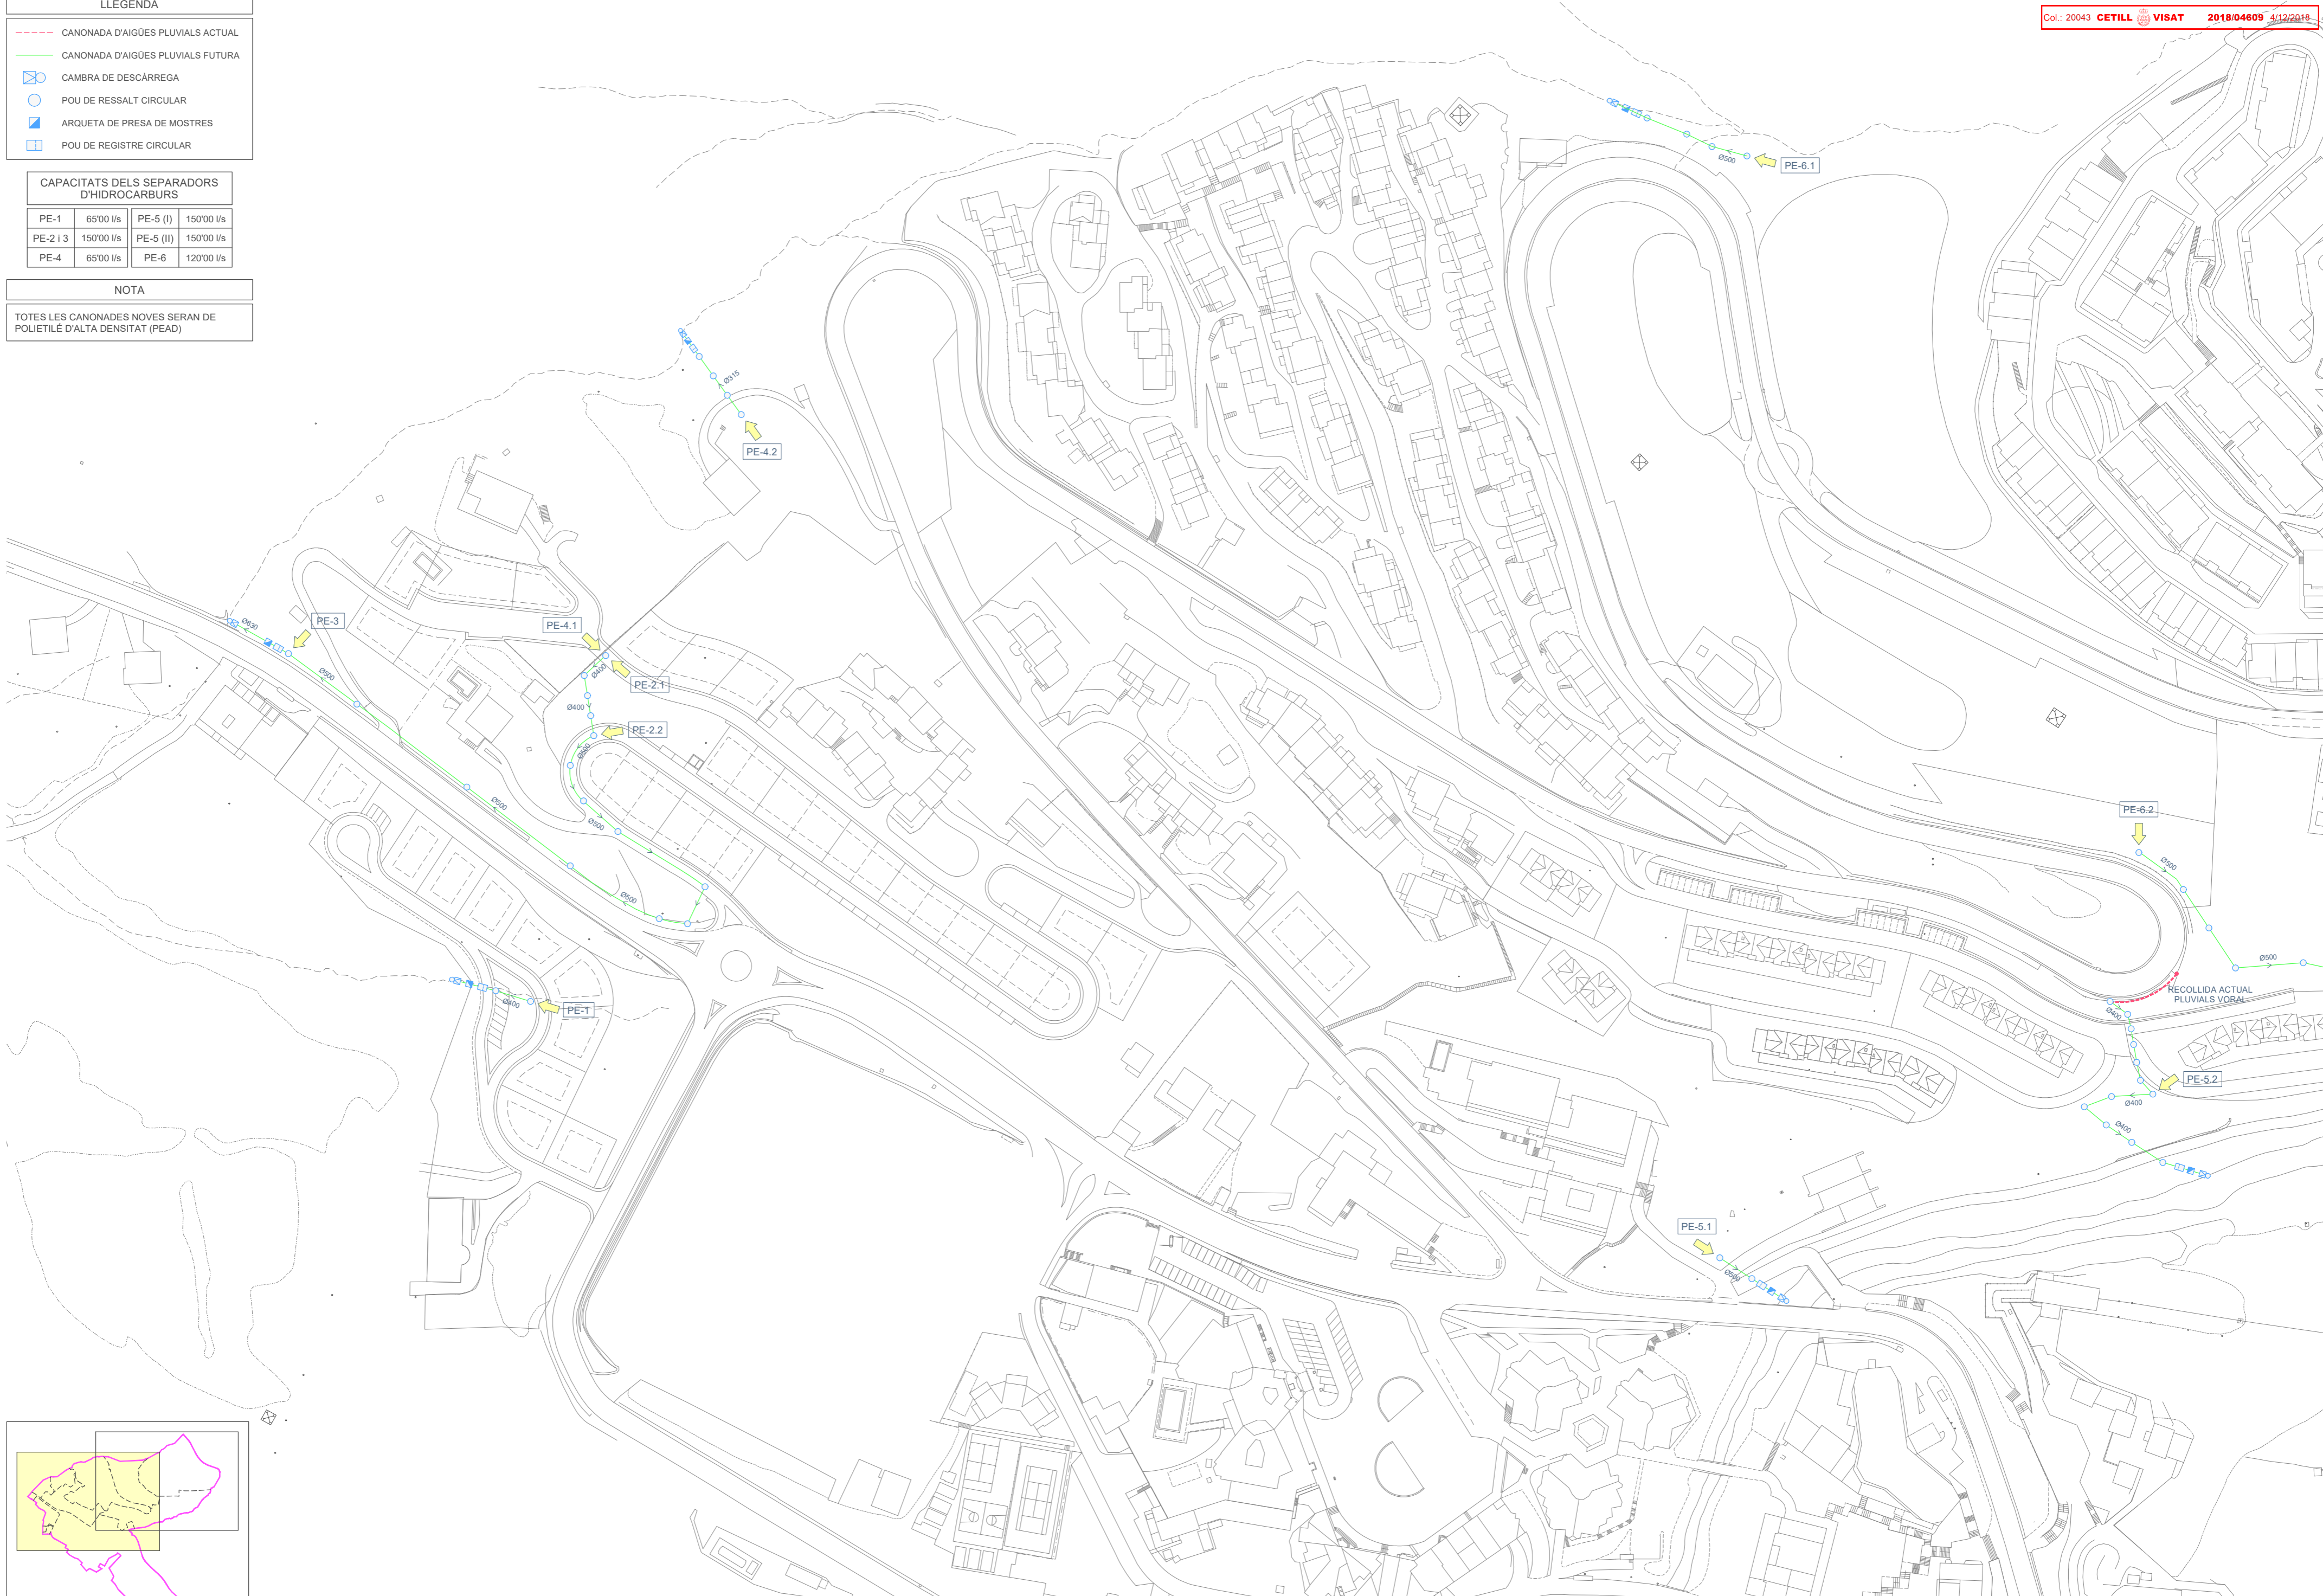 LLEGENDA
CANONADA D'AIGÜES PLUVIALS ACTUAL
CANONADA D'AIGÜES PLUVIALS FUTURA
CAMBRA DE DESCÀRREGA
POU DE RESSALT CIRCULAR
ARQUETA DE PRESA DE MOSTRES
POU DE REGISTRE CIRCULAR
CAPACITATS DELS SEPARADORS
D'HIDROCARBURS
PE-1 65'00 l/s PE-5 (I) 150'00 l/s
PE-2 i 3 150'00 l/s PE-5 (II) 150'00 l/s
PE-4 65'00 l/s PE-6 120'00 l/s
NOTA
TOTES LES CANONADES NOVES SERAN DE
POLIETILÈ D'ALTA DENSITAT (PEAD)
Col.: 20043 CETILL VISAT 2018/04609 4/12/2018
Ø500
PE-6.1
Ø315
PE-4.2
PE-3
Ø630
Ø500
PE-4.1
Ø400
PE-2.1
Ø400
PE-2.2
Ø500
Ø500
Ø500
Ø500
PE-6.2
Ø500
Ø500
RECOLLIDA ACTUAL
PLUVIALS VORAL
Ø400
PE-1
Ø400
PE-5.2
Ø400
Ø400
PE-5.1
Ø500